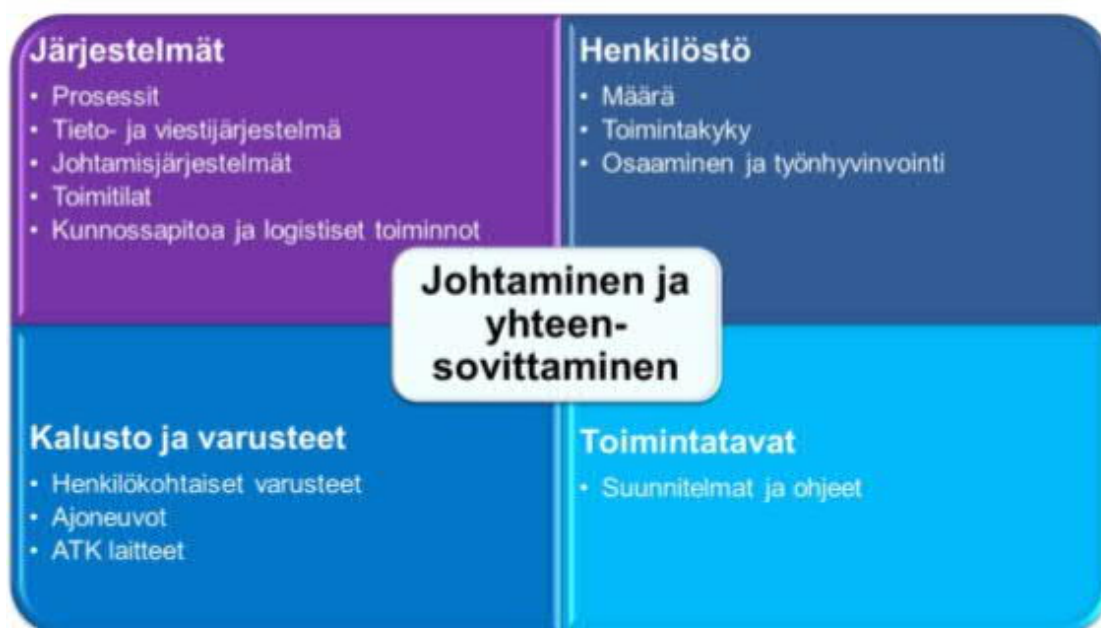 Järjestelmät
• Prosessit
• Tieto- ja viestijärjestelmä
• Johtamisjärjestelmät
• Toimitilat
• Kunnossapitoa ja logistiset toiminnot
Henkilöstö
• Määrä
• Toimintakyky
• Osaaminen ja työnhyvinvointi
Johtaminen ja
yhteen-
sovittaminen
Kalusto ja varusteet
• Henkilökohtaiset varusteet
• Ajoneuvot
• ATK laitteet
Toimintatavat
• Suunnitelmat ja ohjeet